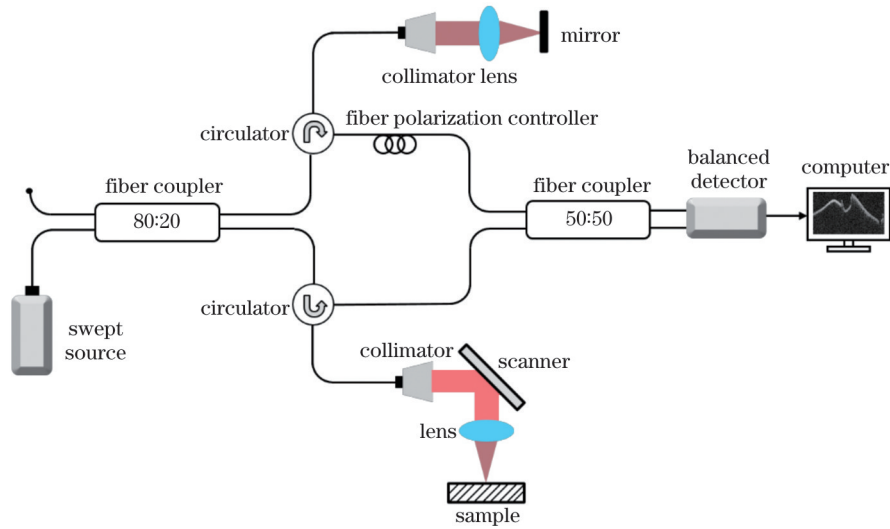 mirror
collimator lens
circulator
fiber polarization controller
fiber coupler
80:20
fiber coupler
50:50
balanced
detector
computer
circulator
swept
source
collimator
scanner
lens
sample